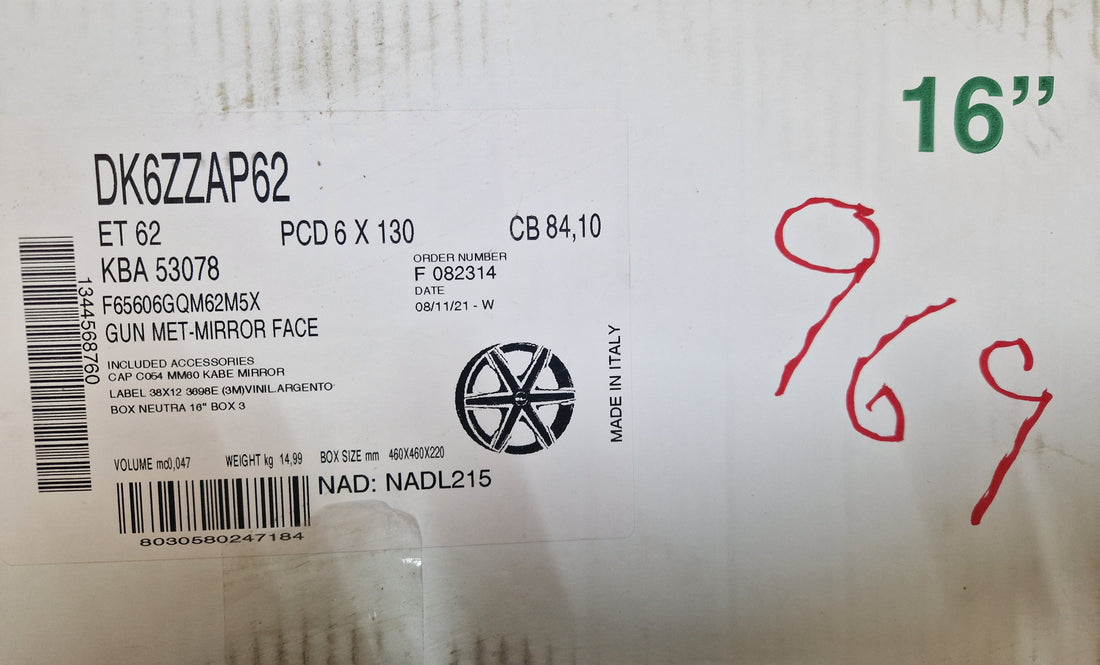 16”
DK6ZZAP62
ET 62 PCD 6 X 130 CB 84,10
KBA 53078
ORDER NUMBER
F 082314
DATE
08/11/21 - W
F65606GQM62M5X
GUN MET-MIRROR FACE
INCLUDED ACCESSORIES
CAP C054 MM60 KABE MIRROR
LABEL 38X12 3698E (3M)VINIL.ARGENTO
BOX NEUTRA 16" BOX 3
VOLUME mc0,047 WEIGHT kg 14,99 BOX SIZE mm 460X460X220
NAD: NADL215
8030580247184
1344568760
MADE IN ITALY
969